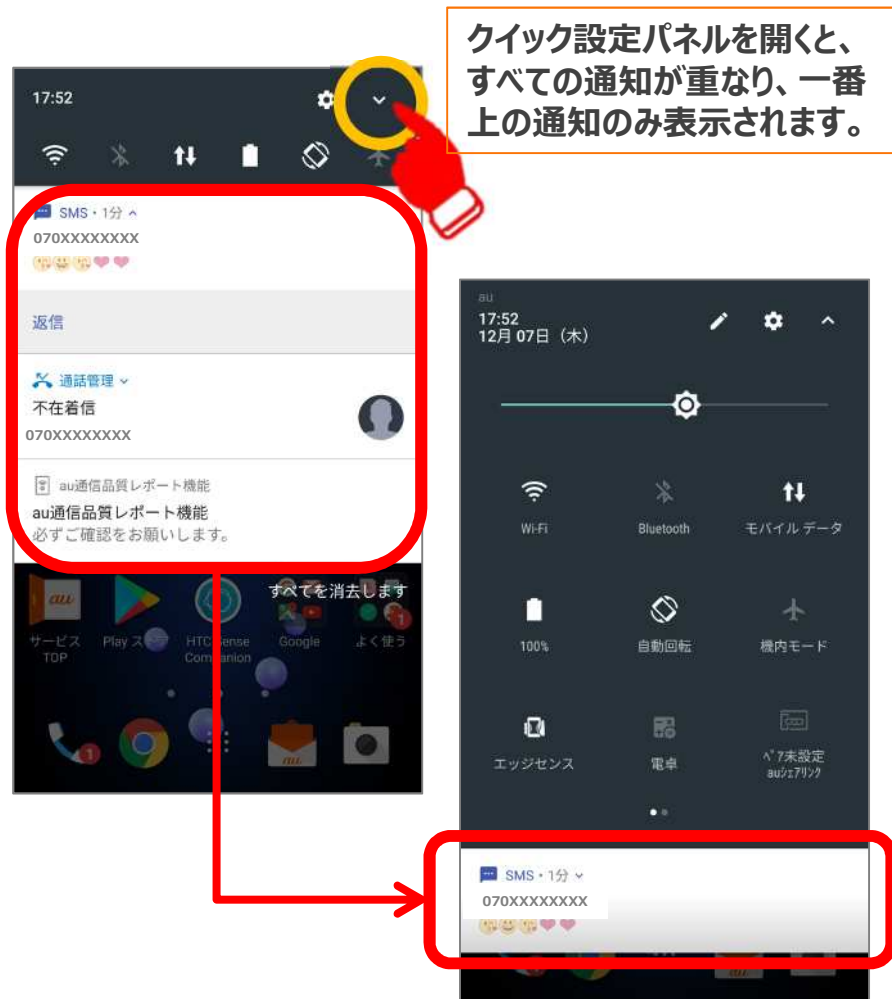 クイック設定パネルを開くと、
すべての通知が重なり、一番
上の通知のみ表示されます。
17:52
SMS・1分
070XXXXXXXX
返信
通話管理
不在着信
070XXXXXXXX
au通信品質レポート機能
au通信品質レポート機能
必ずご確認をお願いします。
すべてを消去します
au
サービス
TOP
Play
HTC Sense
Companion
Google
よく使う
1
1
au
au
17:52
12月 07日（木）
Wi-Fi
Bluetooth
モバイル データ
100%
自動回転
機内モード
エッジセンス
電卓
ペア未設定
auシェアリンク
SMS・1分
070XXXXXXXX